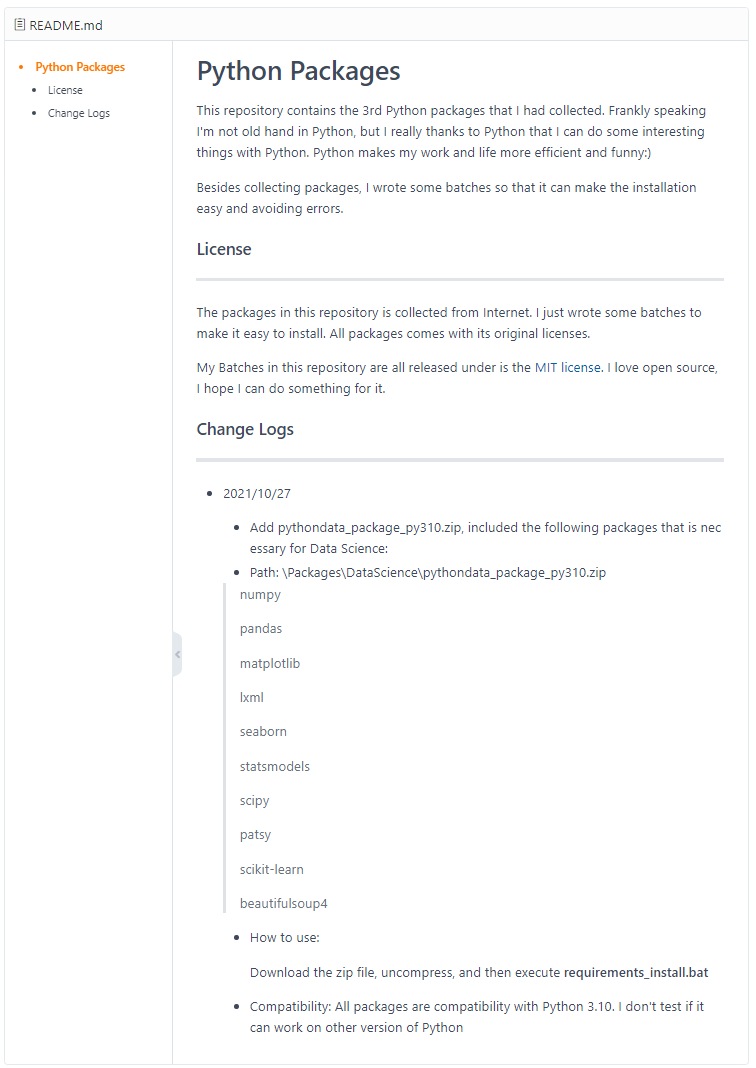 README.md
Python Packages
License
Change Logs
Python Packages
This repository contains the 3rd Python packages that I had collected. Frankly speaking
I'm not old hand in Python, but I really thanks to Python that I can do some interesting
things with Python. Python makes my work and life more efficient and funny:)
Besides collecting packages, I wrote some batches so that it can make the installation
easy and avoiding errors.
License
The packages in this repository is collected from Internet. I just wrote some batches to
make it easy to install. All packages comes with its original licenses.
My Batches in this repository are all released under is the MIT license. I love open source,
I hope I can do something for it.
Change Logs
2021/10/27
Add pythondata_package_py310.zip, included the following packages that is nec
essary for Data Science:
Path: \Packages\DataScience\pythondata_package_py310.zip
numpy
pandas
matplotlib
lxml
seaborn
statsmodels
scipy
patsy
scikit-learn
beautifulsoup4
How to use:
Download the zip file, uncompress, and then execute requirements_install.bat
Compatibility: All packages are compatibility with Python 3.10. I don't test if it
can work on other version of Python